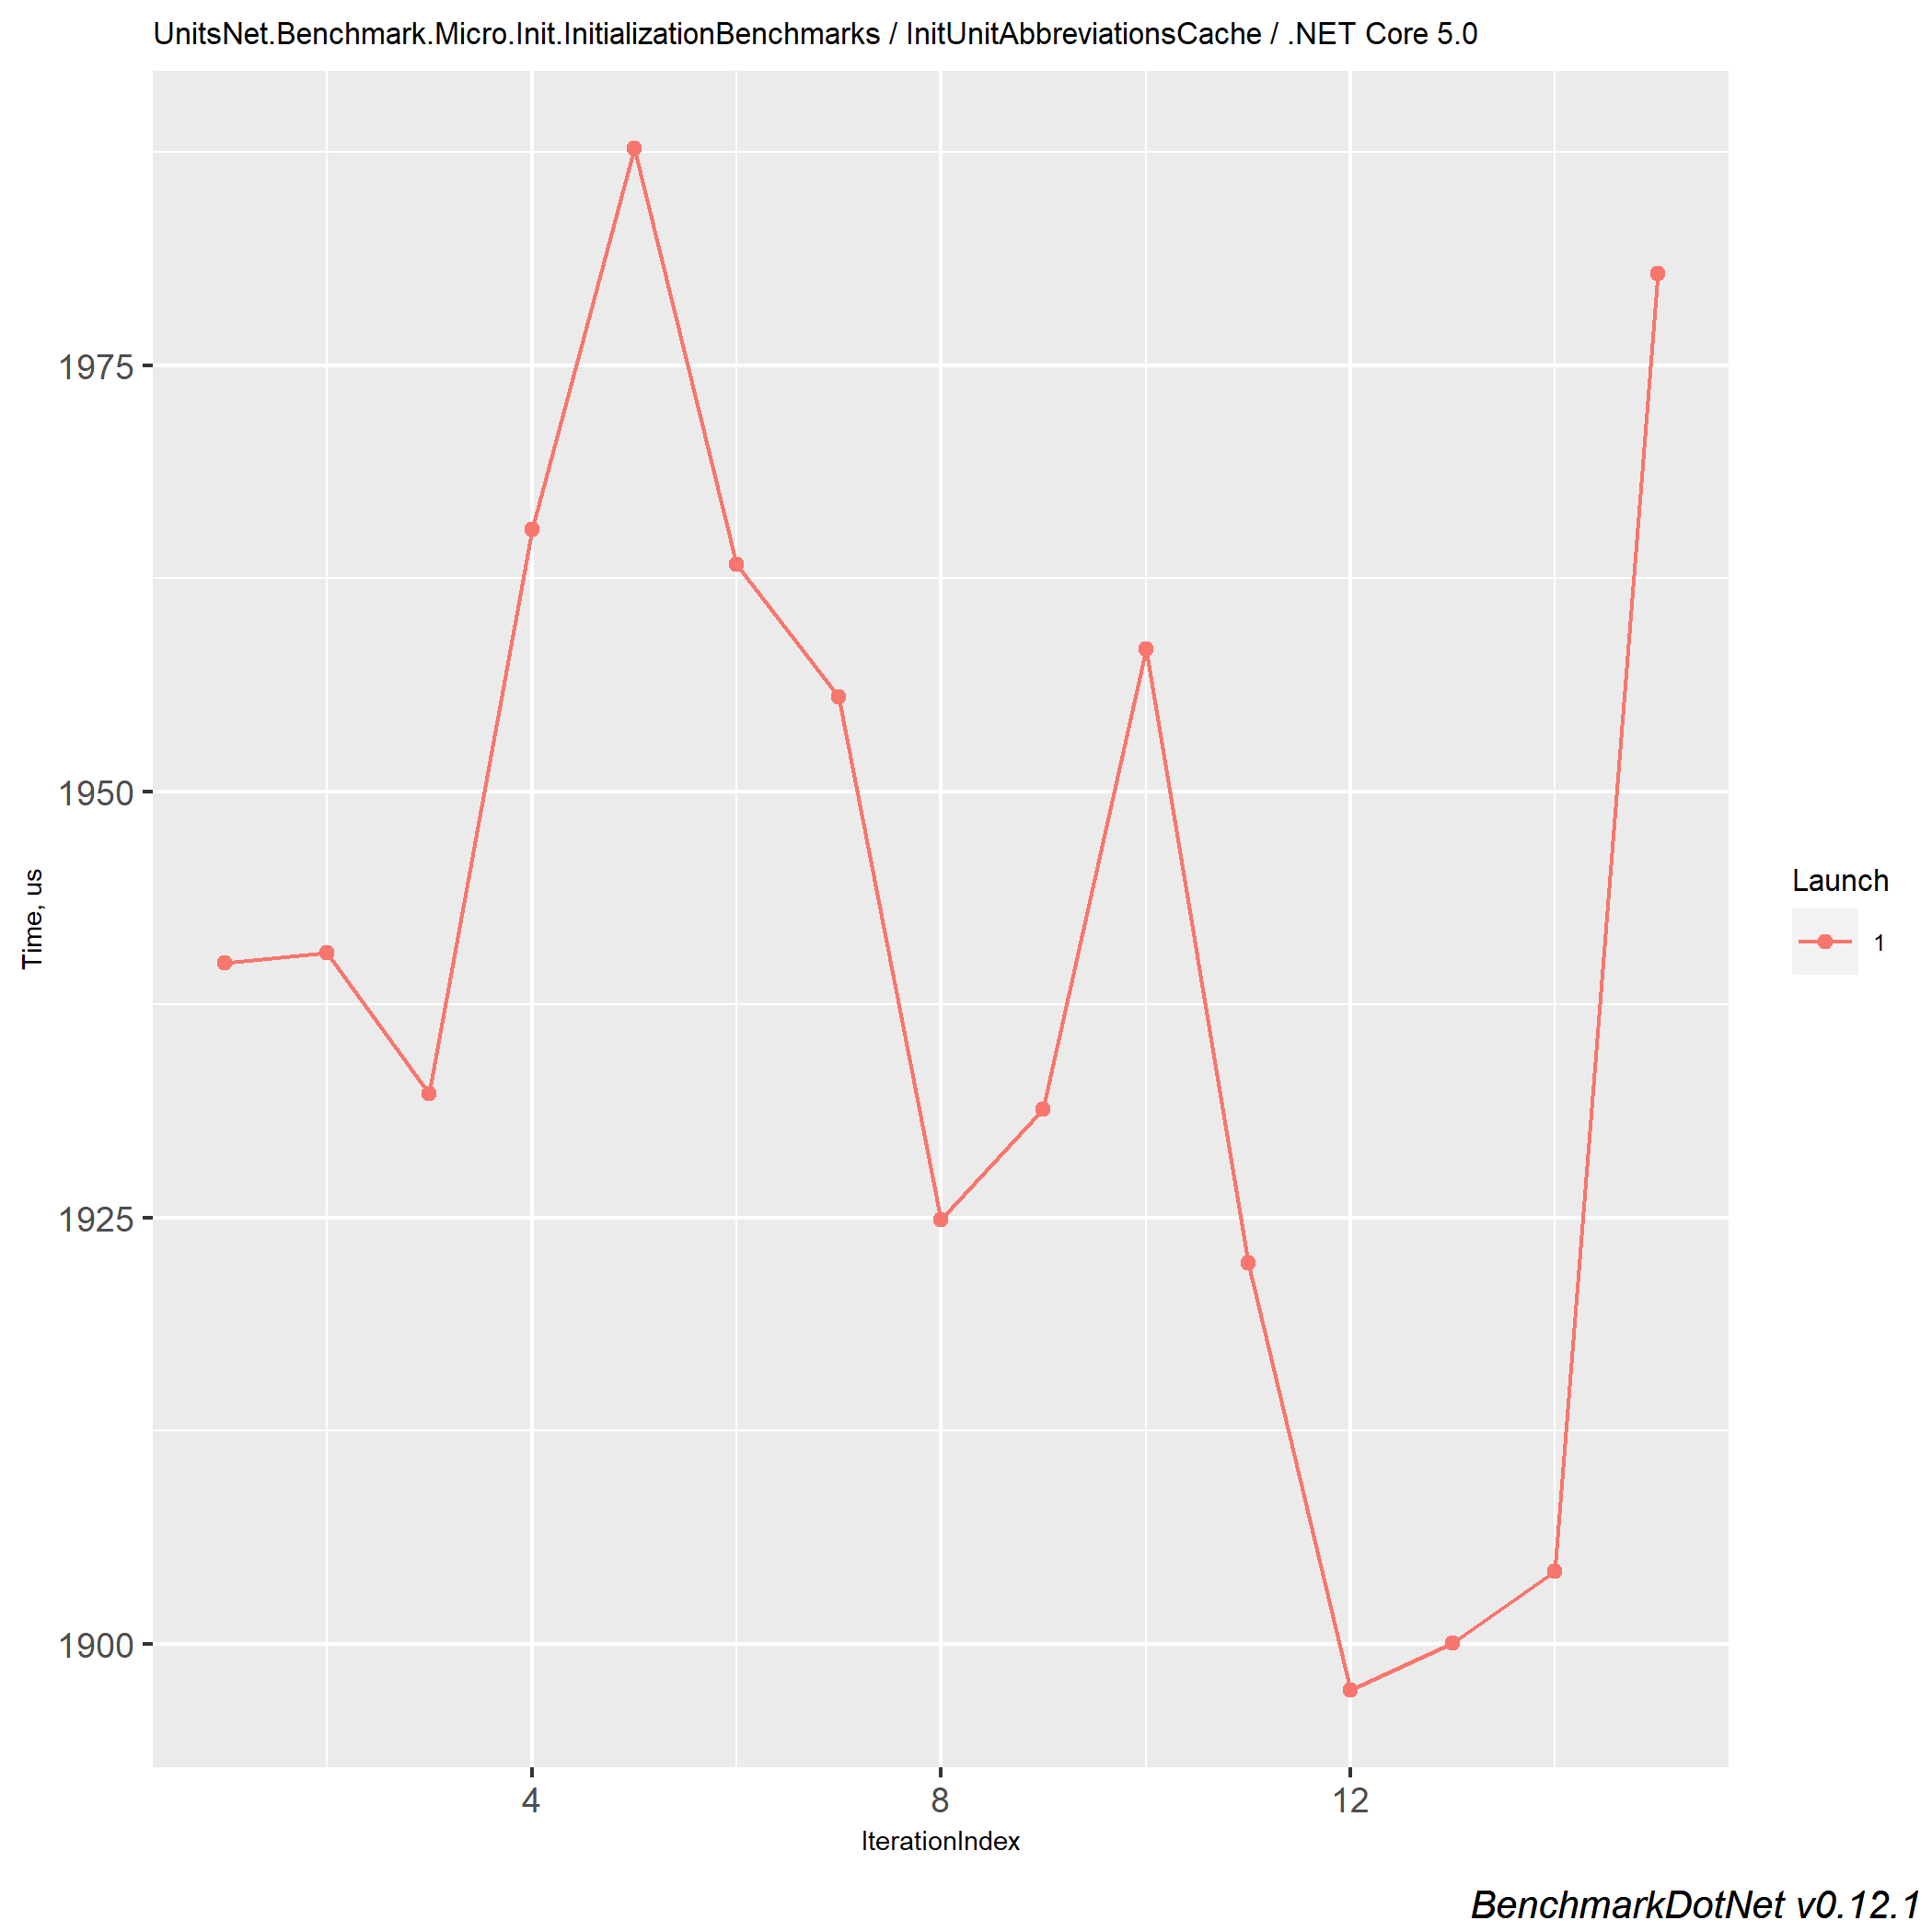 UnitsNet.Benchmark.Micro.Init.InitializationBenchmarks / InitUnitAbbreviationsCache / .NET Core 5.0
1975
1950
1925
1900
Time, us
4
8
12
IterationIndex
Launch
1
BenchmarkDotNet v0.12.1